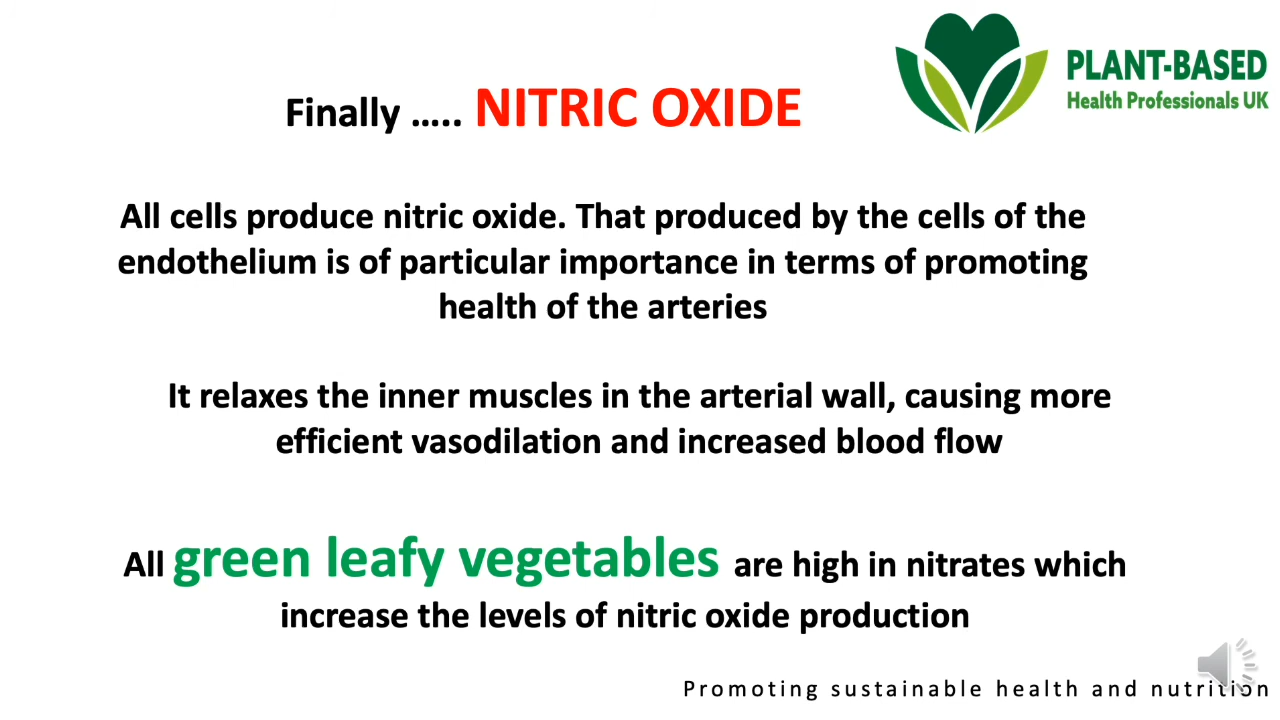 PLANT-BASED
Health Professionals UK
Finally ….. NITRIC OXIDE
All cells produce nitric oxide. That produced by the cells of the
endothelium is of particular importance in terms of promoting
health of the arteries
It relaxes the inner muscles in the arterial wall, causing more
efficient vasodilation and increased blood flow
All green leafy vegetables are high in nitrates which
increase the levels of nitric oxide production
Promoting sustainable health and nutrition